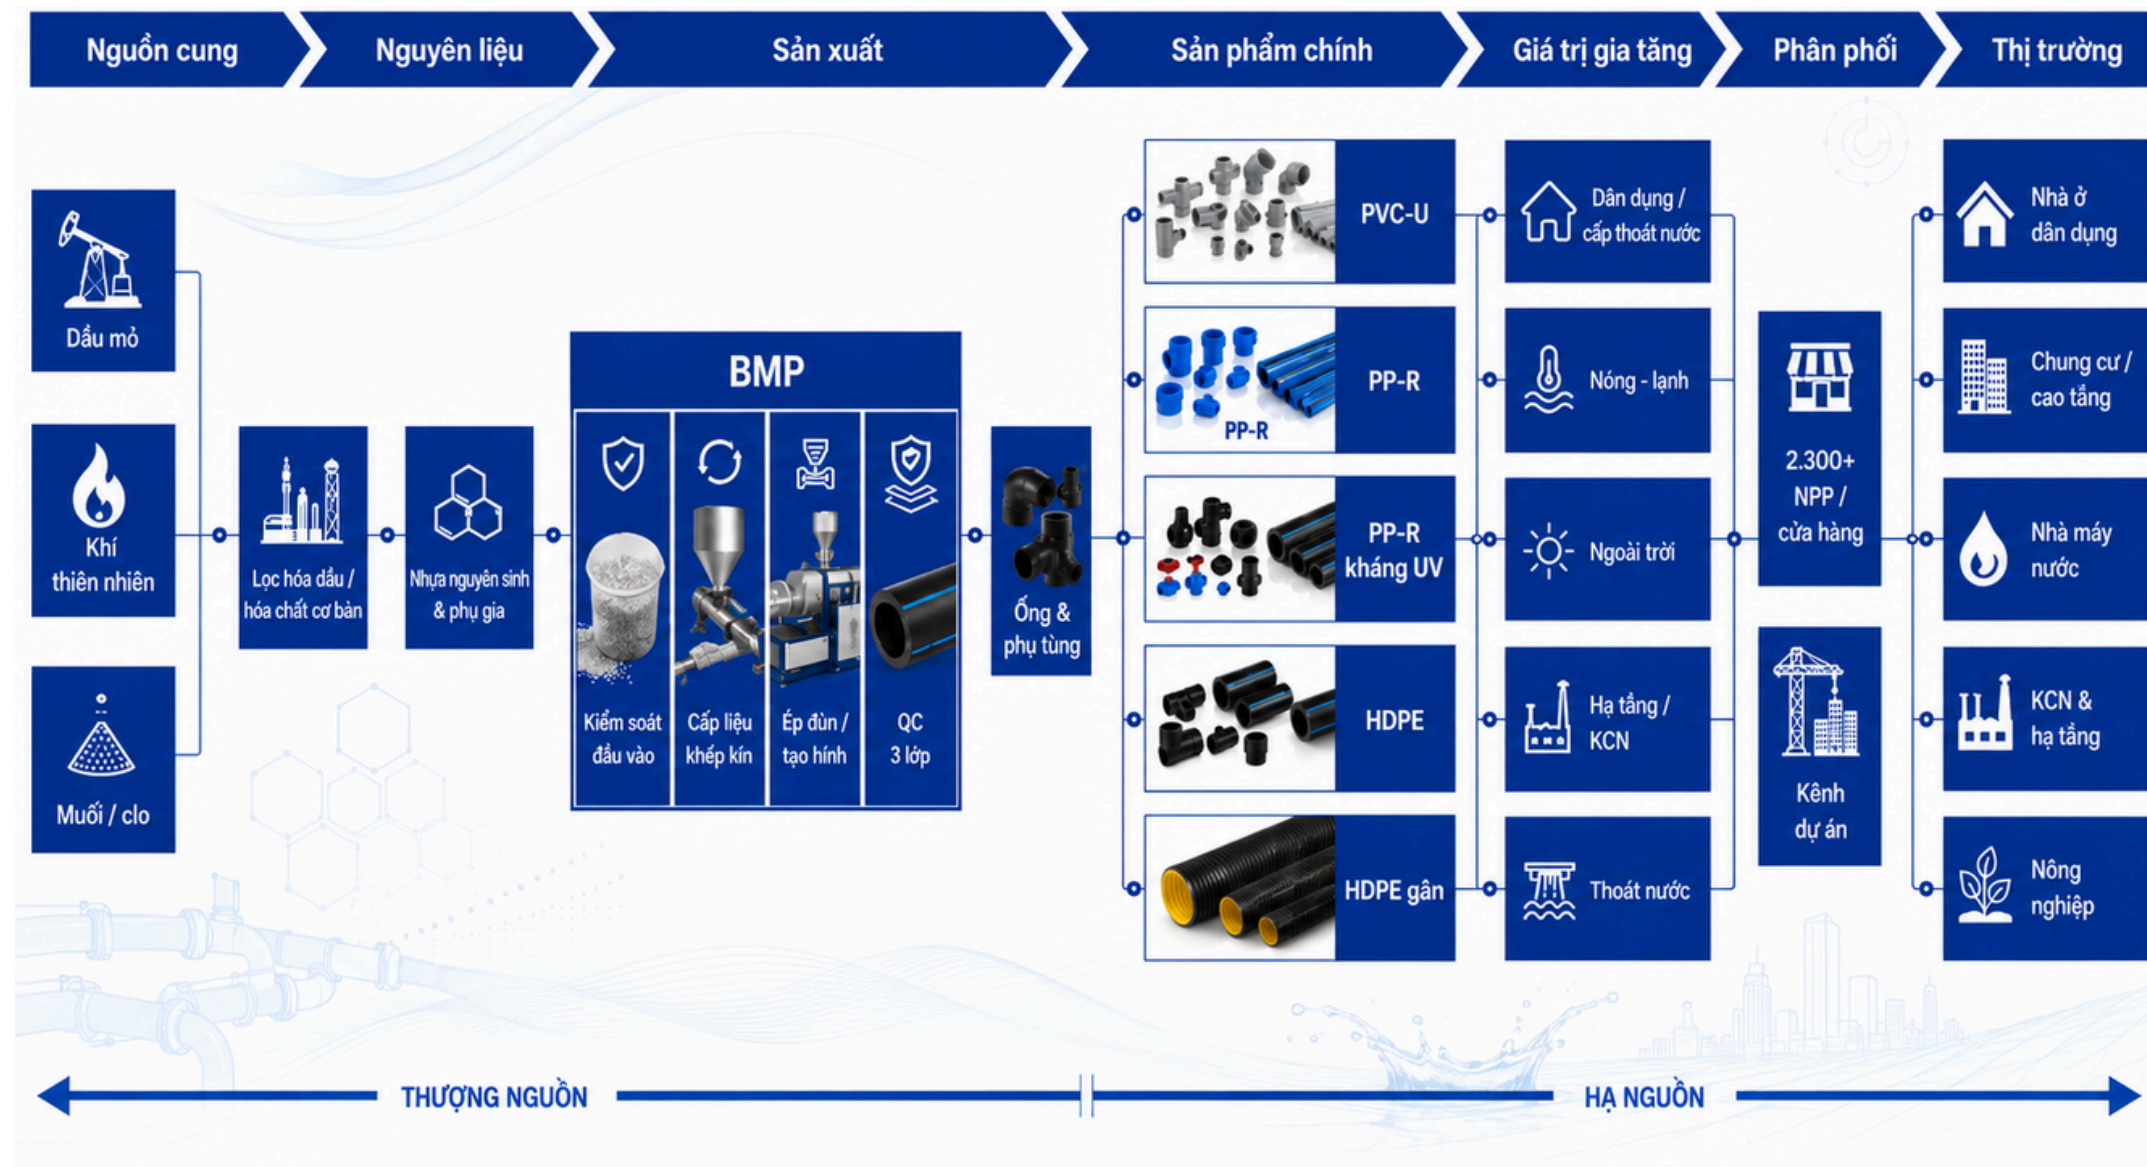 Nguồn cung
Nguyên liệu
Sản xuất
Sản phẩm chính
Giá trị gia tăng
Phân phối
Thị trường
Dầu mỏ
Khí
thiên nhiên
Muối / clo
Lọc hóa dầu /
hóa chất cơ bản
Nhựa nguyên sinh
& phụ gia
BMP
Kiểm soát
đầu vào
Cấp liệu
khếp kín
Ép đùn /
tạo hính
QC
3 lớp
Ống &
phụ tùng
PVC-U
PP-R
PP-R
PP-R
kháng UV
HDPE
HDPE gân
Dân dụng /
cấp thoát nước
Nóng - lạnh
Ngoài trời
Hạ tầng /
KCN
Thoát nước
2.300+
NPP /
cửa hàng
Kênh
dự án
Nhà ở
dân dụng
Chung cư /
cao tầng
Nhà máy
nước
KCN &
hạ tầng
Nông
nghiệp
THƯỢNG NGUỒN
HẠ NGUỒN